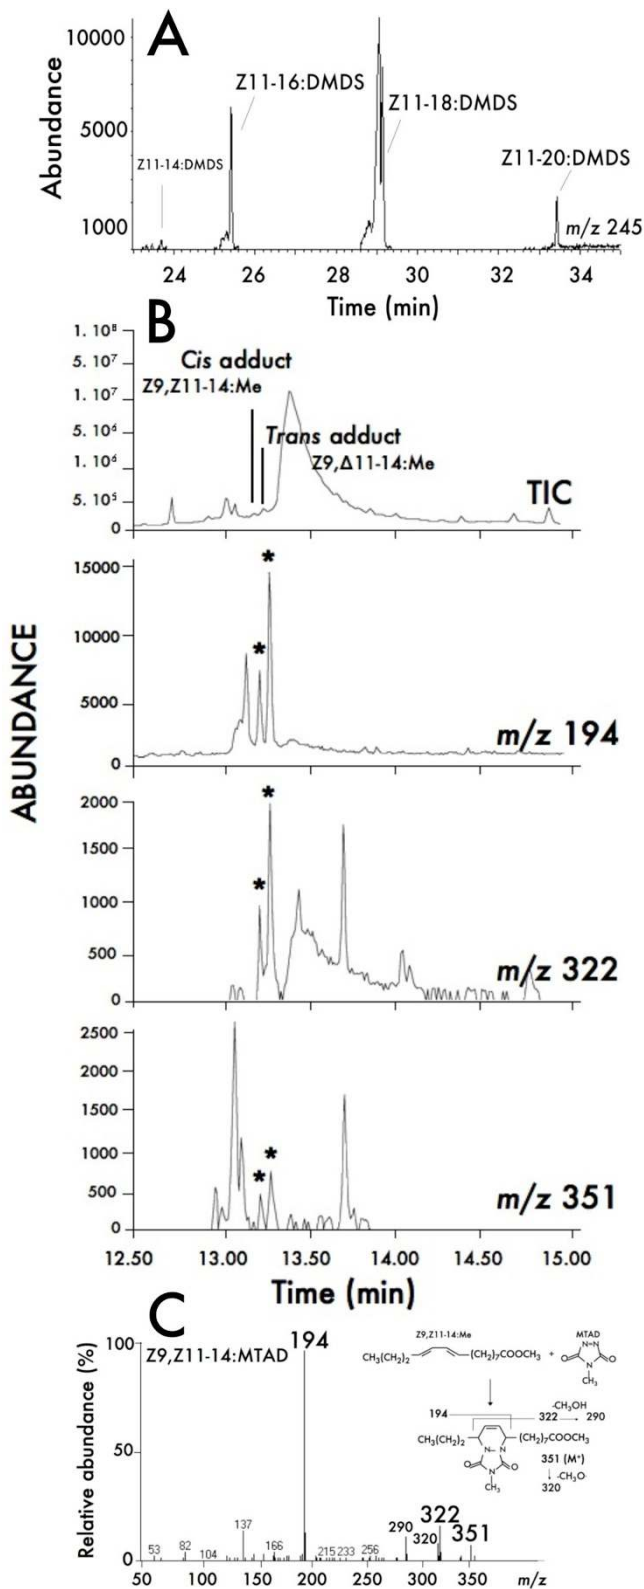 A
10000
5000
1000
Abundance
Z11-16:DMDS
Z11-14:DMDS
Z11-18:DMDS
Z11-20:DMDS
m/z 245
24 26 28 30 32 34
Time (min)
B
1. 10⁸
5. 10⁷
1. 10⁷
5. 10⁶
1. 10⁶
5. 10⁵
0
Cis adduct
Z9,Z11-14:Me
Trans adduct
Z9,Δ11-14:Me
TIC
ABUNDANCE
15000
10000
5000
0
*
*
m/z 194
2000
1500
1000
500
0
*
*
m/z 322
2500
2000
1500
1000
500
0
*
*
m/z 351
12.50 13.00 13.50 14.00 14.50 15.00
Time (min)
C
Relative abundance (%)
100
50
0
Z9,Z11-14:MTAD
194
53 82 104 137 166 215 233 256 290 320 322 351
50 100 150 200 250 300 350 m/z
Z9,Z11-14:Me
CH₃(CH₂)₂ (CH₂)₇COOCH₃ +
MTAD
N=N
O O
N
CH₃
194
322
-CH₃OH
290
CH₃(CH₂)₂ (CH₂)₇COOCH₃
N—N
O O
N
CH₃
351 (M⁺)
-CH₃O
320